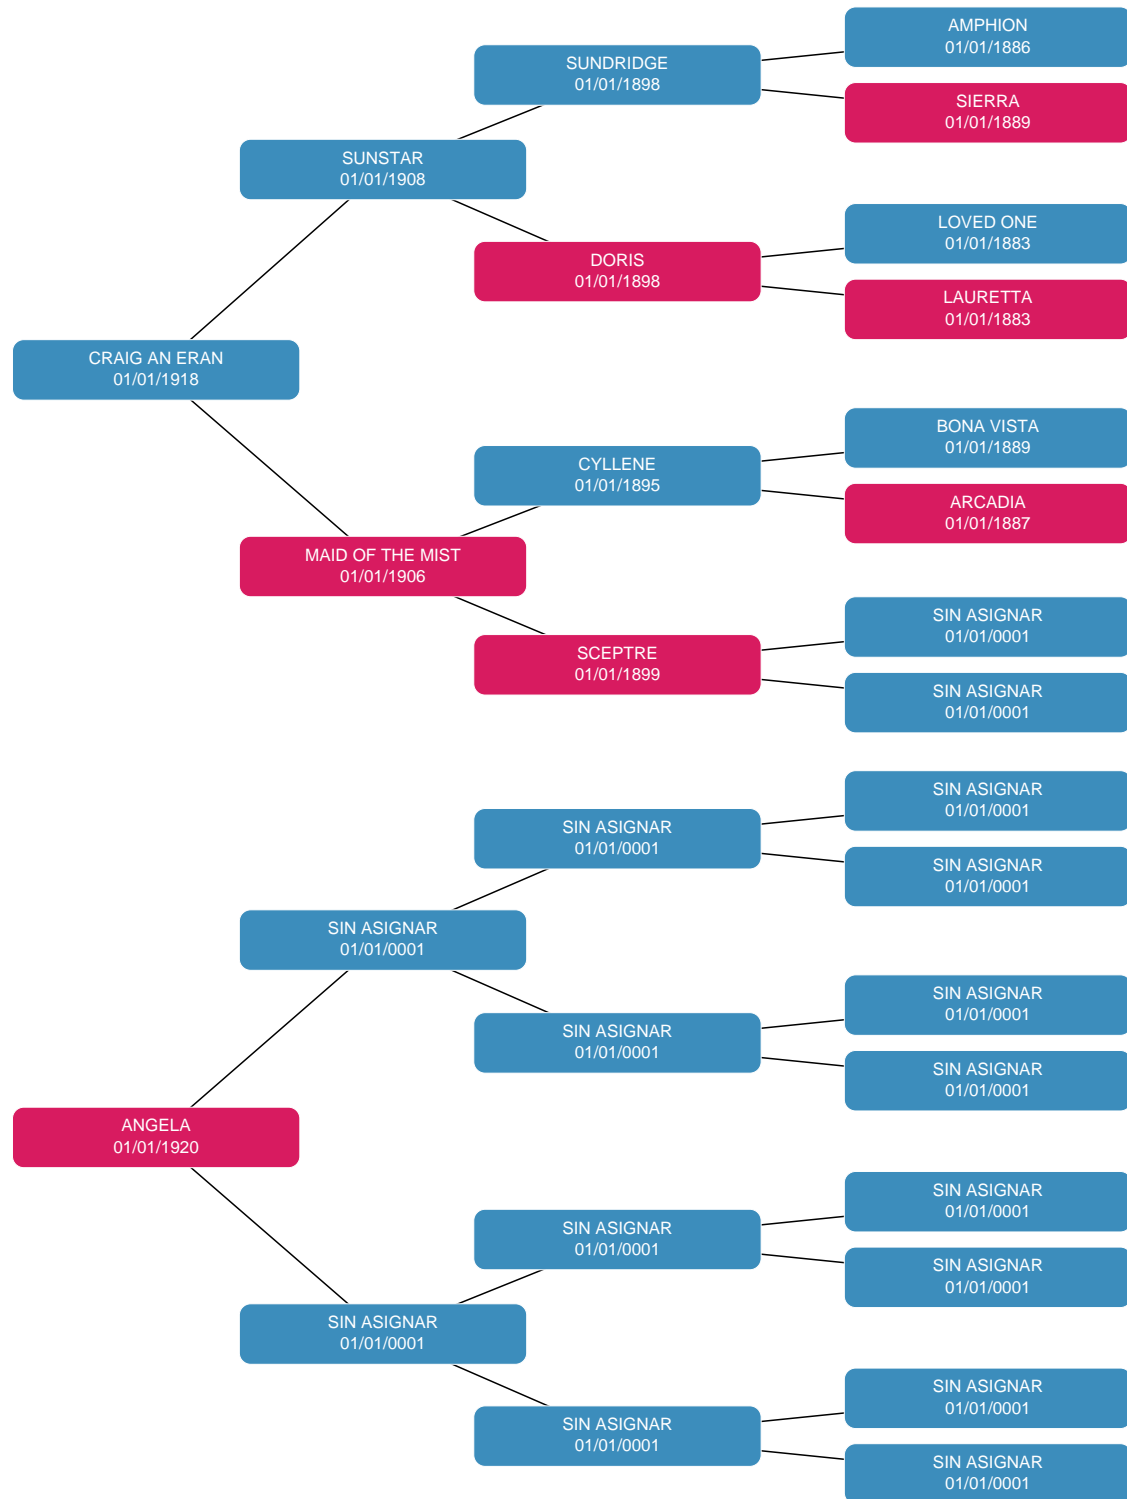 AMPHION
01/01/1886
SUNDRIDGE
01/01/1898
SIERRA
01/01/1889
SUNSTAR
01/01/1908
LOVED ONE
01/01/1883
DORIS
01/01/1898
LAURETTA
01/01/1883
CRAIG AN ERAN
01/01/1918
BONA VISTA
01/01/1889
CYLLENE
01/01/1895
ARCADIA
01/01/1887
MAID OF THE MIST
01/01/1906
SIN ASIGNAR
01/01/0001
SCEPTRE
01/01/1899
SIN ASIGNAR
01/01/0001
SIN ASIGNAR
01/01/0001
SIN ASIGNAR
01/01/0001
SIN ASIGNAR
01/01/0001
SIN ASIGNAR
01/01/0001
SIN ASIGNAR
01/01/0001
SIN ASIGNAR
01/01/0001
SIN ASIGNAR
01/01/0001
ANGELA
01/01/1920
SIN ASIGNAR
01/01/0001
SIN ASIGNAR
01/01/0001
SIN ASIGNAR
01/01/0001
SIN ASIGNAR
01/01/0001
SIN ASIGNAR
01/01/0001
SIN ASIGNAR
01/01/0001
SIN ASIGNAR
01/01/0001